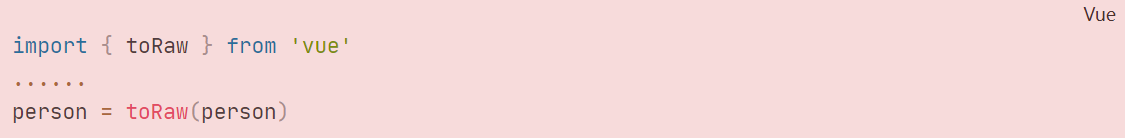 Vue
import { toRaw } from 'vue'
......
person = toRaw(person)